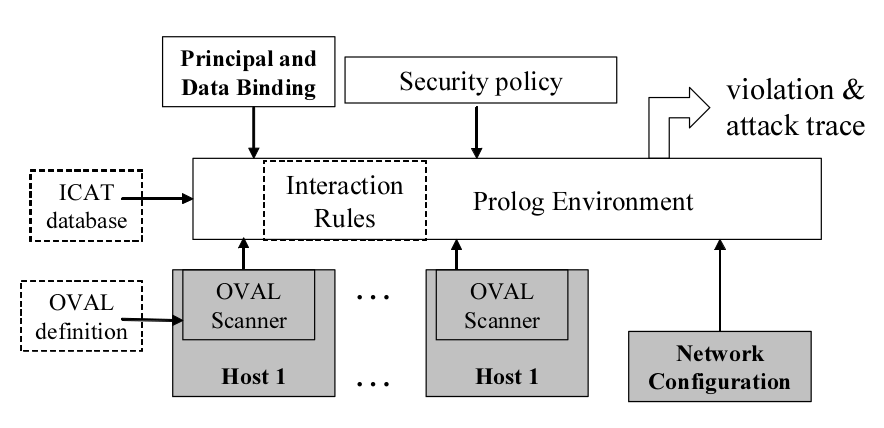 Principal and
Data Binding
Security policy
violation &
attack trace
ICAT
database
Interaction
Rules
Prolog Environment
OVAL
definition
OVAL
Scanner
Host 1
. . .
. . .
OVAL
Scanner
Host 1
Network
Configuration